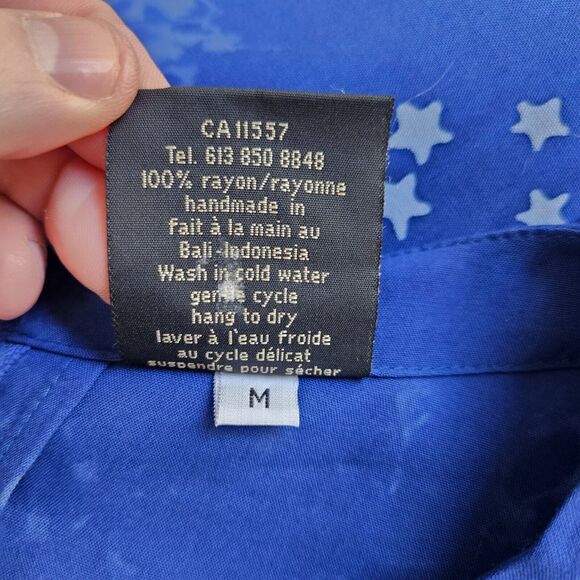 CA11557
Tel. 613 850 8848
100% rayon/rayonne
handmade in
fait à la main au
Bali-Indonesia
Wash in cold water
gentle cycle
hang to dry
laver à l'eau froide
au cycle délicat
suspendre pour sécher
M